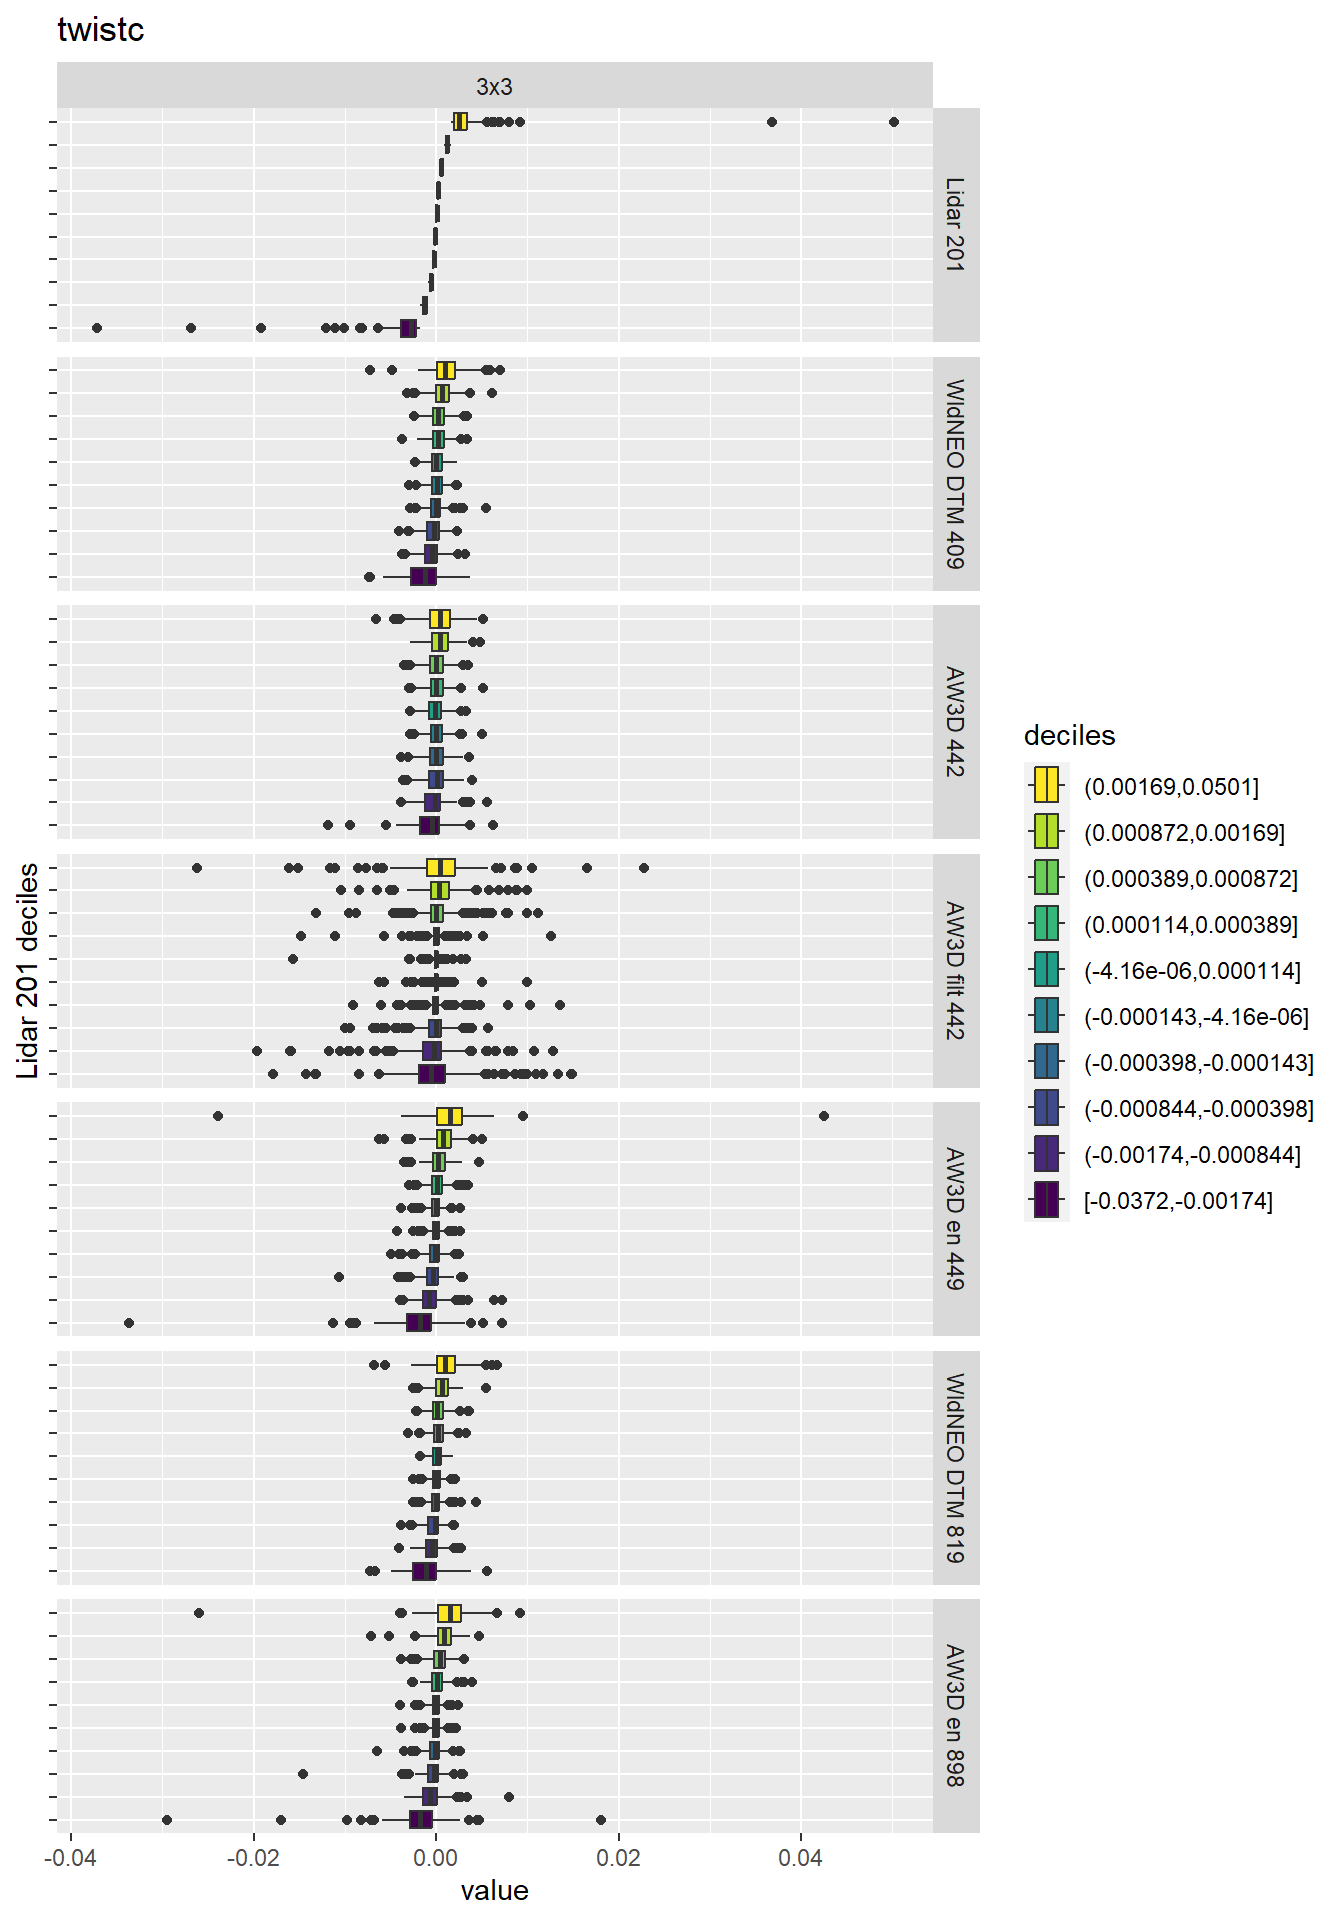 twistc
3x3
Lidar 201
WldNEO DTM 409
AW3D 442
AW3D filt 442
AW3D en 449
WldNEO DTM 819
AW3D en 898
Lidar 201 deciles
-0.04
-0.02
0.00
0.02
0.04
value
deciles
(0.00169,0.0501]
(0.000872,0.00169]
(0.000389,0.000872]
(0.000114,0.000389]
(-4.16e-06,0.000114]
(-0.000143,-4.16e-06]
(-0.000398,-0.000143]
(-0.000844,-0.000398]
(-0.00174,-0.000844]
[-0.0372,-0.00174]